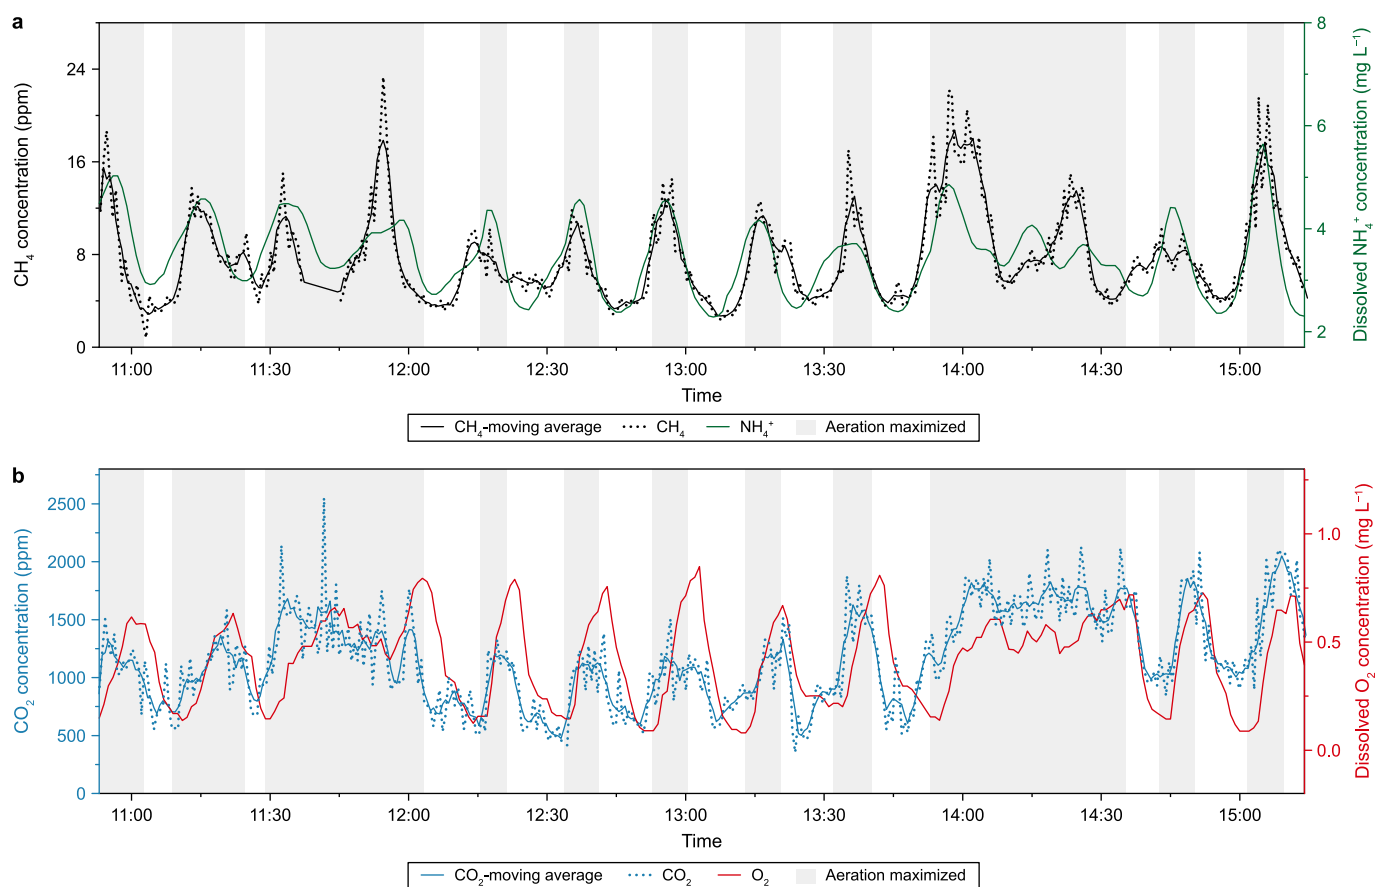 a
CH₄ concentration (ppm)
24
16
8
0
8
6
4
2
Dissolved NH₄⁺ concentration (mg L⁻¹)
11:00 11:30 12:00 12:30 13:00 13:30 14:00 14:30 15:00
Time
CH₄-moving average CH₄ NH₄⁺ Aeration maximized
b
CO₂ concentration (ppm)
2500
2000
1500
1000
500
0
1.0
0.5
0.0
Dissolved O₂ concentration (mg L⁻¹)
11:00 11:30 12:00 12:30 13:00 13:30 14:00 14:30 15:00
Time
CO₂-moving average CO₂ O₂ Aeration maximized